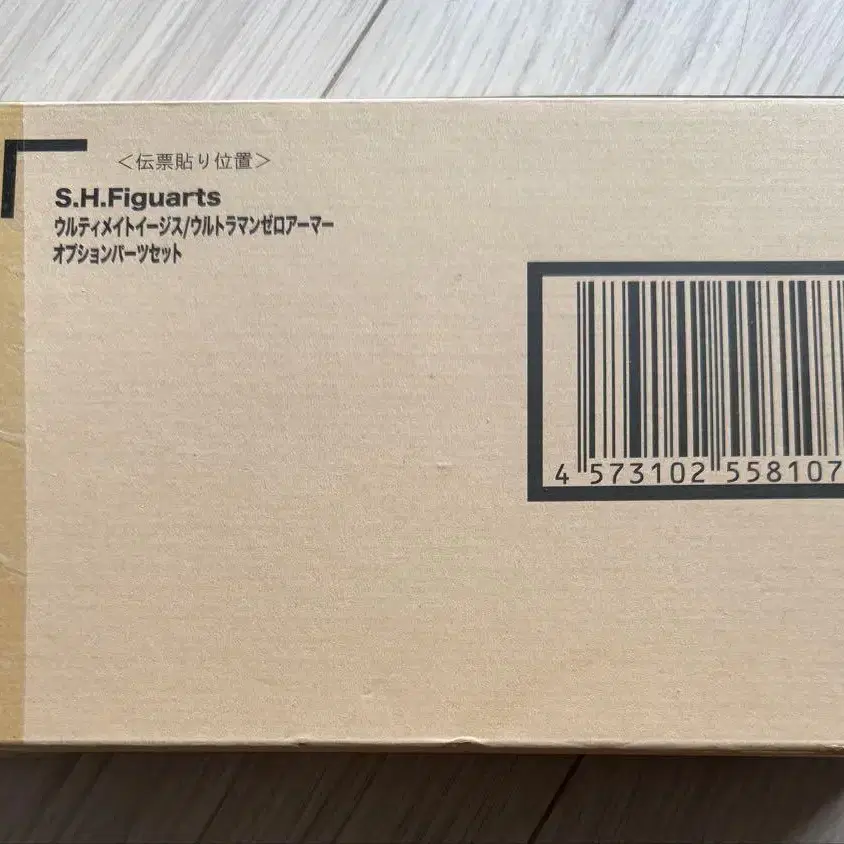 ＜伝票貼り位置＞
S.H.Figuarts
ウルティメイトイージス/ウルトラマンゼロアーマー
オプションパーツセット
4 573102 558107